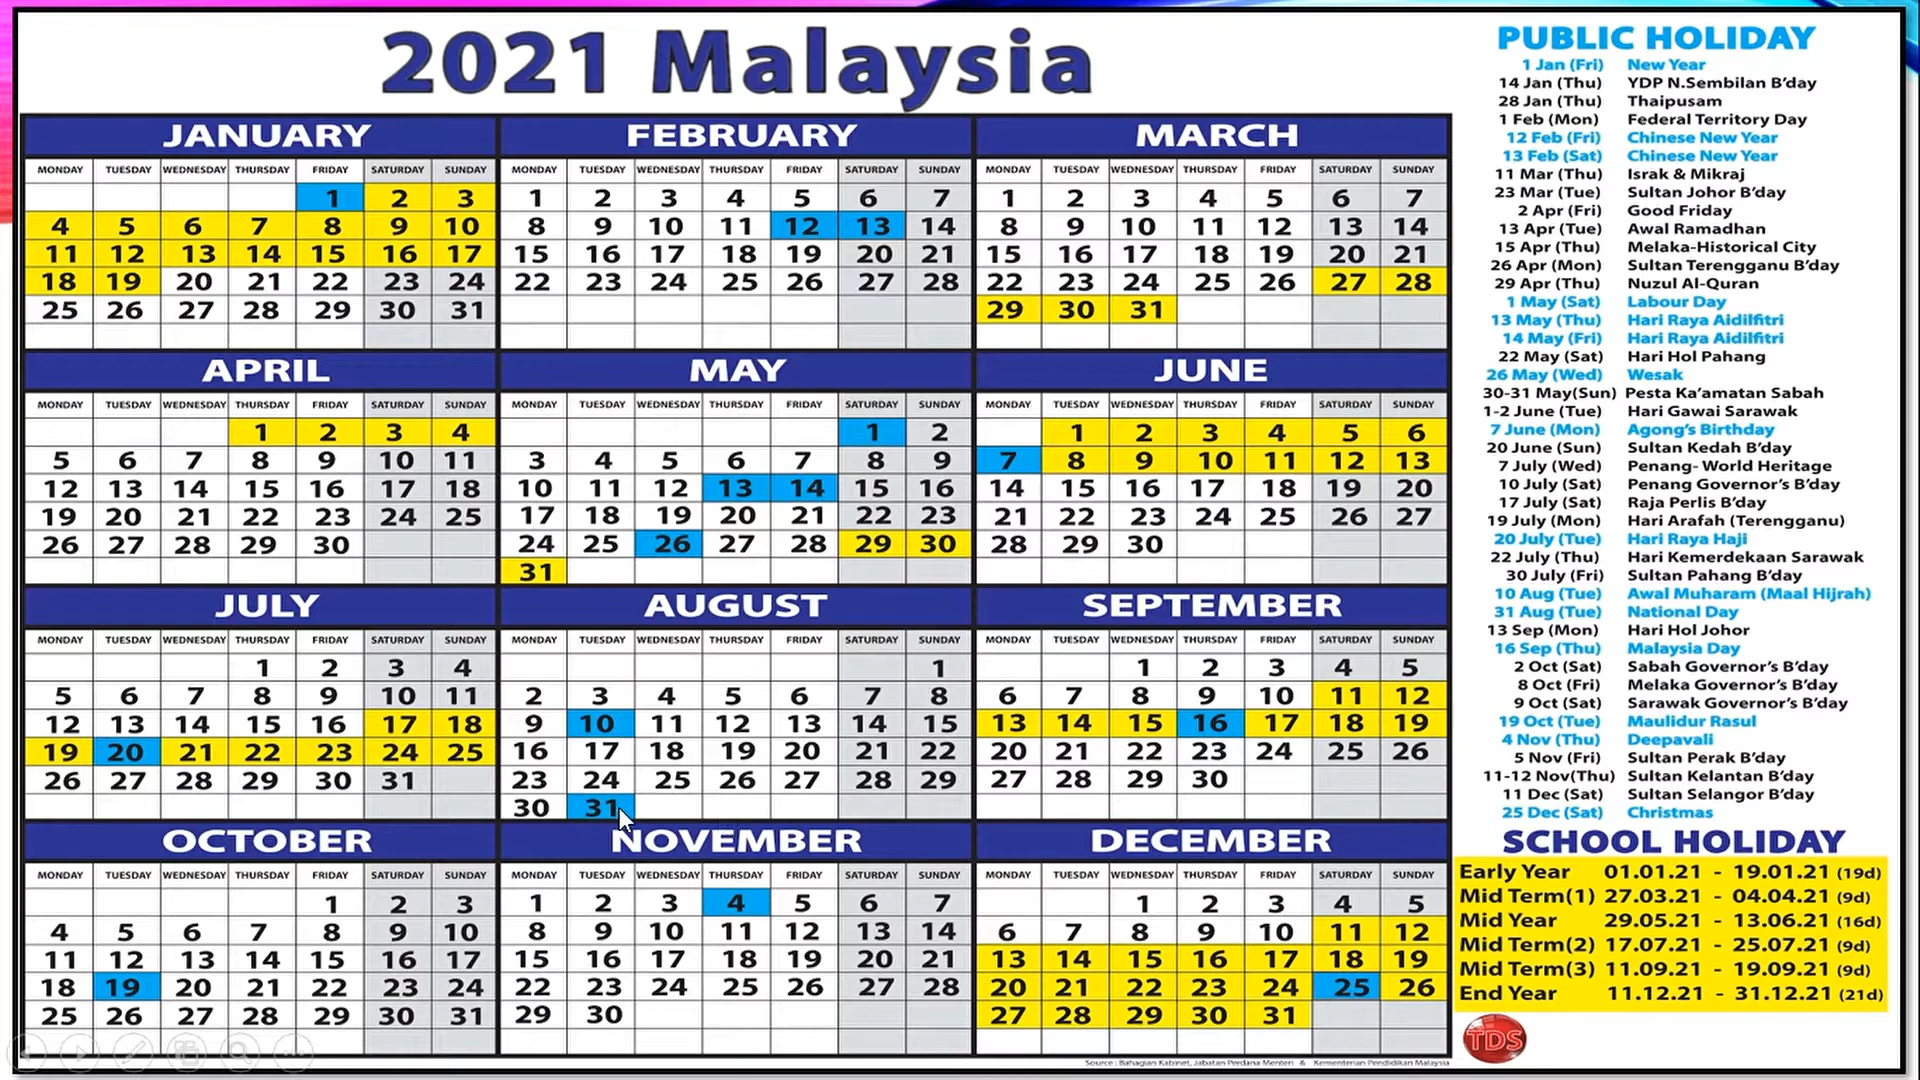 2021 Malaysia
JANUARY
MONDAY TUESDAY WEDNESDAY THURSDAY FRIDAY SATURDAY SUNDAY
1 2 3
4 5 6 7 8 9 10
11 12 13 14 15 16 17
18 19 20 21 22 23 24
25 26 27 28 29 30 31
FEBRUARY
MONDAY TUESDAY WEDNESDAY THURSDAY FRIDAY SATURDAY SUNDAY
1 2 3 4 5 6 7
8 9 10 11 12 13 14
15 16 17 18 19 20 21
22 23 24 25 26 27 28
MARCH
MONDAY TUESDAY WEDNESDAY THURSDAY FRIDAY SATURDAY SUNDAY
1 2 3 4 5 6 7
8 9 10 11 12 13 14
15 16 17 18 19 20 21
22 23 24 25 26 27 28
29 30 31
APRIL
MONDAY TUESDAY WEDNESDAY THURSDAY FRIDAY SATURDAY SUNDAY
1 2 3 4
5 6 7 8 9 10 11
12 13 14 15 16 17 18
19 20 21 22 23 24 25
26 27 28 29 30
MAY
MONDAY TUESDAY WEDNESDAY THURSDAY FRIDAY SATURDAY SUNDAY
1 2
3 4 5 6 7 8 9
10 11 12 13 14 15 16
17 18 19 20 21 22 23
24 25 26 27 28 29 30
31
JUNE
MONDAY TUESDAY WEDNESDAY THURSDAY FRIDAY SATURDAY SUNDAY
1 2 3 4 5 6
7 8 9 10 11 12 13
14 15 16 17 18 19 20
21 22 23 24 25 26 27
28 29 30
JULY
MONDAY TUESDAY WEDNESDAY THURSDAY FRIDAY SATURDAY SUNDAY
1 2 3 4
5 6 7 8 9 10 11
12 13 14 15 16 17 18
19 20 21 22 23 24 25
26 27 28 29 30 31
AUGUST
MONDAY TUESDAY WEDNESDAY THURSDAY FRIDAY SATURDAY SUNDAY
1
2 3 4 5 6 7 8
9 10 11 12 13 14 15
16 17 18 19 20 21 22
23 24 25 26 27 28 29
30 31
SEPTEMBER
MONDAY TUESDAY WEDNESDAY THURSDAY FRIDAY SATURDAY SUNDAY
1 2 3 4 5
6 7 8 9 10 11 12
13 14 15 16 17 18 19
20 21 22 23 24 25 26
27 28 29 30
OCTOBER
MONDAY TUESDAY WEDNESDAY THURSDAY FRIDAY SATURDAY SUNDAY
1 2 3
4 5 6 7 8 9 10
11 12 13 14 15 16 17
18 19 20 21 22 23 24
25 26 27 28 29 30 31
NOVEMBER
MONDAY TUESDAY WEDNESDAY THURSDAY FRIDAY SATURDAY SUNDAY
1 2 3 4 5 6 7
8 9 10 11 12 13 14
15 16 17 18 19 20 21
22 23 24 25 26 27 28
29 30
DECEMBER
MONDAY TUESDAY WEDNESDAY THURSDAY FRIDAY SATURDAY SUNDAY
1 2 3 4 5
6 7 8 9 10 11 12
13 14 15 16 17 18 19
20 21 22 23 24 25 26
27 28 29 30 31
PUBLIC HOLIDAY
1 Jan (Fri) New Year
14 Jan (Thu) YDP N.Sembilan B'day
28 Jan (Thu) Thaipusam
1 Feb (Mon) Federal Territory Day
12 Feb (Fri) Chinese New Year
13 Feb (Sat) Chinese New Year
11 Mar (Thu) Israk & Mikraj
23 Mar (Tue) Sultan Johor B'day
2 Apr (Fri) Good Friday
13 Apr (Tue) Awal Ramadhan
15 Apr (Thu) Melaka-Historical City
26 Apr (Mon) Sultan Terengganu B'day
29 Apr (Thu) Nuzul Al-Quran
1 May (Sat) Labour Day
13 May (Thu) Hari Raya Aidilfitri
14 May (Fri) Hari Raya Aidilfitri
22 May (Sat) Hari Hol Pahang
26 May (Wed) Wesak
30-31 May(Sun) Pesta Ka'amatan Sabah
1-2 June (Tue) Hari Gawai Sarawak
7 June (Mon) Agong's Birthday
20 June (Sun) Sultan Kedah B'day
7 July (Wed) Penang- World Heritage
10 July (Sat) Penang Governor's B'day
17 July (Sat) Raja Perlis B'day
19 July (Mon) Hari Arafah (Terengganu)
20 July (Tue) Hari Raya Haji
22 July (Thu) Hari Kemerdekaan Sarawak
30 July (Fri) Sultan Pahang B'day
10 Aug (Tue) Awal Muharam (Maal Hijrah)
31 Aug (Tue) National Day
13 Sep (Mon) Hari Hol Johor
16 Sep (Thu) Malaysia Day
2 Oct (Sat) Sabah Governor's B'day
8 Oct (Fri) Melaka Governor's B'day
9 Oct (Sat) Sarawak Governor's B'day
19 Oct (Tue) Maulidur Rasul
4 Nov (Thu) Deepavali
5 Nov (Fri) Sultan Perak B'day
11-12 Nov(Thu) Sultan Kelantan B'day
11 Dec (Sat) Sultan Selangor B'day
25 Dec (Sat) Christmas
SCHOOL HOLIDAY
Early Year 01.01.21 - 19.01.21 (19d)
Mid Term(1) 27.03.21 - 04.04.21 (9d)
Mid Year 29.05.21 - 13.06.21 (16d)
Mid Term(2) 17.07.21 - 25.07.21 (9d)
Mid Term(3) 11.09.21 - 19.09.21 (9d)
End Year 11.12.21 - 31.12.21 (21d)
TDS
Source : Bahagian Kabinet, Jabatan Perdana Menteri & Kementerian Pendidikan Malaysia